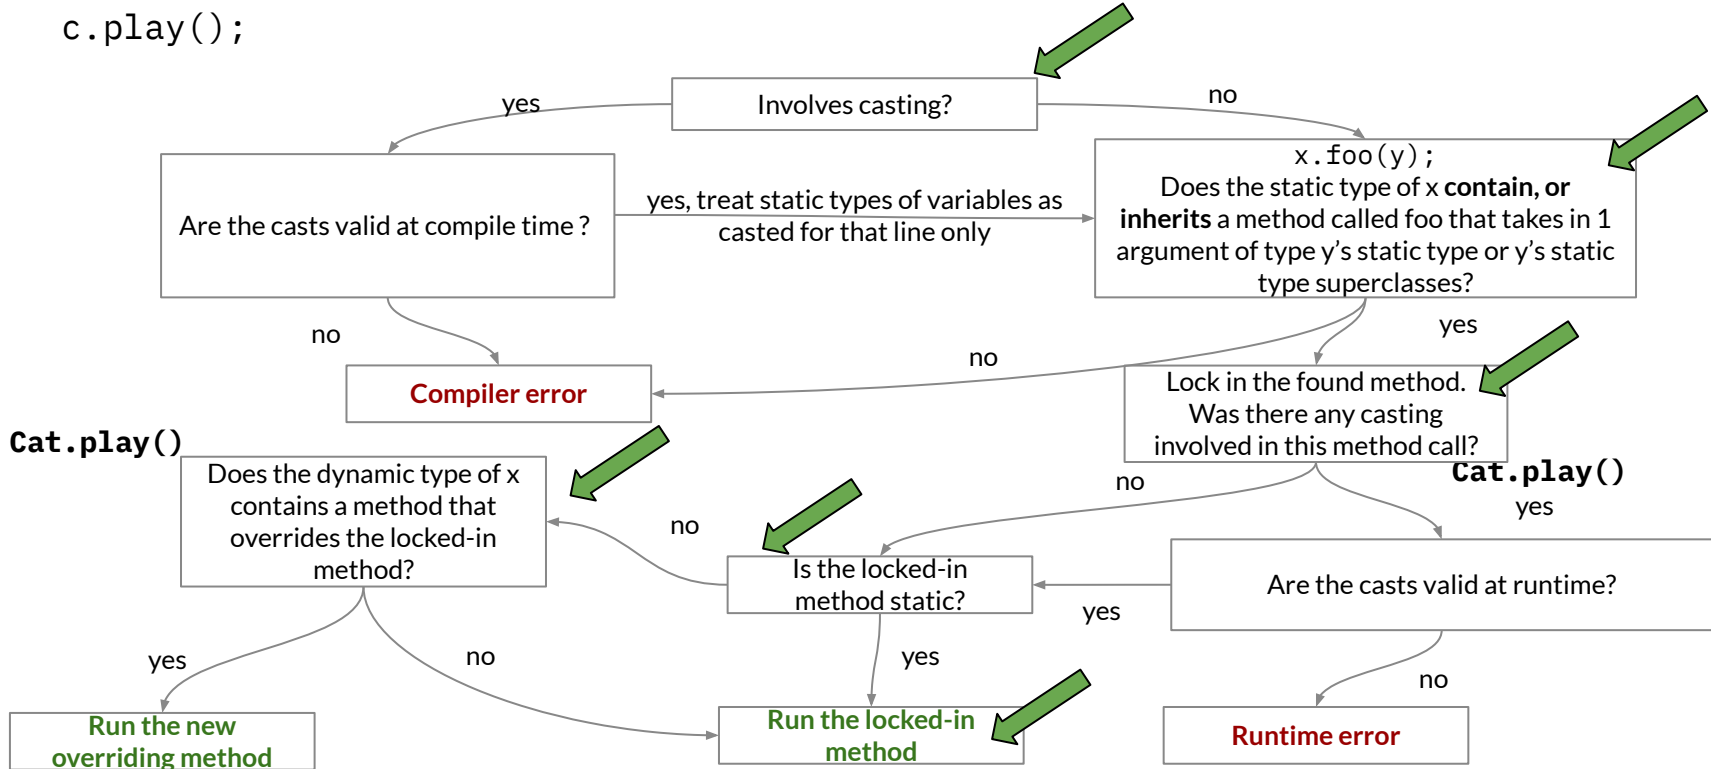 c.play();
Involves casting?
yes
no
x.foo(y);
Does the static type of x contain, or
inherits a method called foo that takes in 1
argument of type y’s static type or y’s static
type superclasses?
Are the casts valid at compile time ?
yes, treat static types of variables as
casted for that line only
no
no
yes
Compiler error
Lock in the found method.
Was there any casting
involved in this method call?
Cat.play()
Cat.play()
Does the dynamic type of x
contains a method that
overrides the locked-in
method?
no
no
yes
Is the locked-in
method static?
yes
Are the casts valid at runtime?
yes
no
yes
no
Run the new
overriding method
Run the locked-in
method
Runtime error